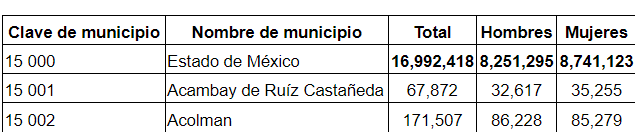 Clave de municipio Nombre de municipio Total Hombres Mujeres
15 000 Estado de México 16,992,418 8,251,295 8,741,123
15 001 Acambay de Ruíz Castañeda 67,872 32,617 35,255
15 002 Acolman 171,507 86,228 85,279